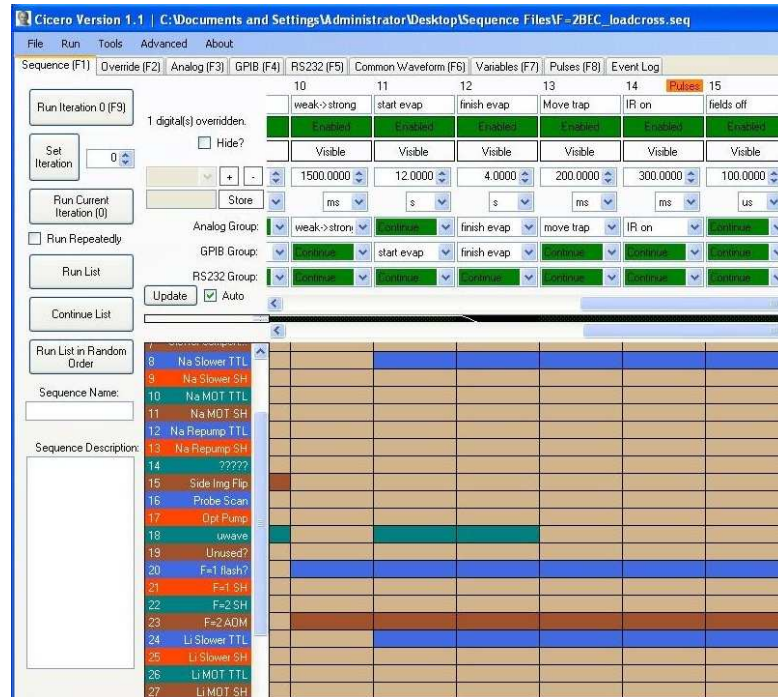 Cicero Version 1.1 | C:\Documents and Settings\Administrator\Desktop\Sequence Files\F=2BEC_loadcross.seq
File Run Tools Advanced About
Sequence (F1) Override (F2) Analog (F3) GPIB (F4) RS232 (F5) Common Waveform (F6) Variables (F7) Pulses (F8) Event Log
10 11 12 13 14 Pulses 15
Run Iteration 0 (F9)
weak->strong start evap finish evap Move trap IR on fields off
1 digital(s) overridden.
Enabled Enabled Enabled Enabled Enabled Enabled
Hide?
Set Iteration 0
Visible Visible Visible Visible Visible Visible
+ - 1500.0000 12.0000 4.0000 200.0000 300.0000 100.0000
Store ms s s ms ms us
Run Current Iteration (0)
Analog Group: weak->strong Continue finish evap move trap IR on Continue
Run Repeatedly
GPIB Group: Continue start evap finish evap Continue Continue Continue
Run List
RS232 Group: Continue Continue Continue Continue Continue Continue
Update Auto
Continue List
Run List in Random Order
7
8 Na Slower TTL
9 Na Slower SH
10 Na MOT TTL
Sequence Name:
11 Na MOT SH
12 Na Repump TTL
Sequence Description:
13 Na Repump SH
14 ?????
15 Side Img Flip
16 Probe Scan
17 Opt Pump
18 uwave
19 Unused?
20 F=1 flash?
21 F=1 SH
22 F=2 SH
23 F=2 AOM
24 Li Slower TTL
25 Li Slower SH
26 Li MOT TTL
27 Li MOT SH